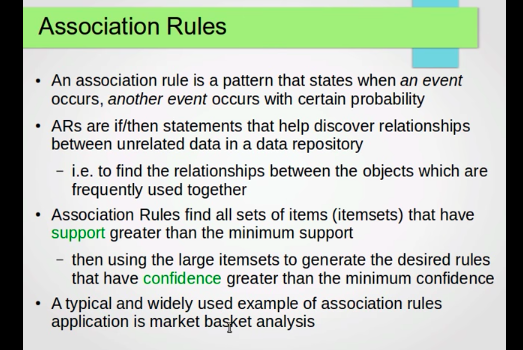 Association Rules
• An association rule is a pattern that states when an event
occurs, another event occurs with certain probability
• ARs are if/then statements that help discover relationships
between unrelated data in a data repository
– i.e. to find the relationships between the objects which are
frequently used together
• Association Rules find all sets of items (itemsets) that have
support greater than the minimum support
– then using the large itemsets to generate the desired rules
that have confidence greater than the minimum confidence
• A typical and widely used example of association rules
application is market basket analysis